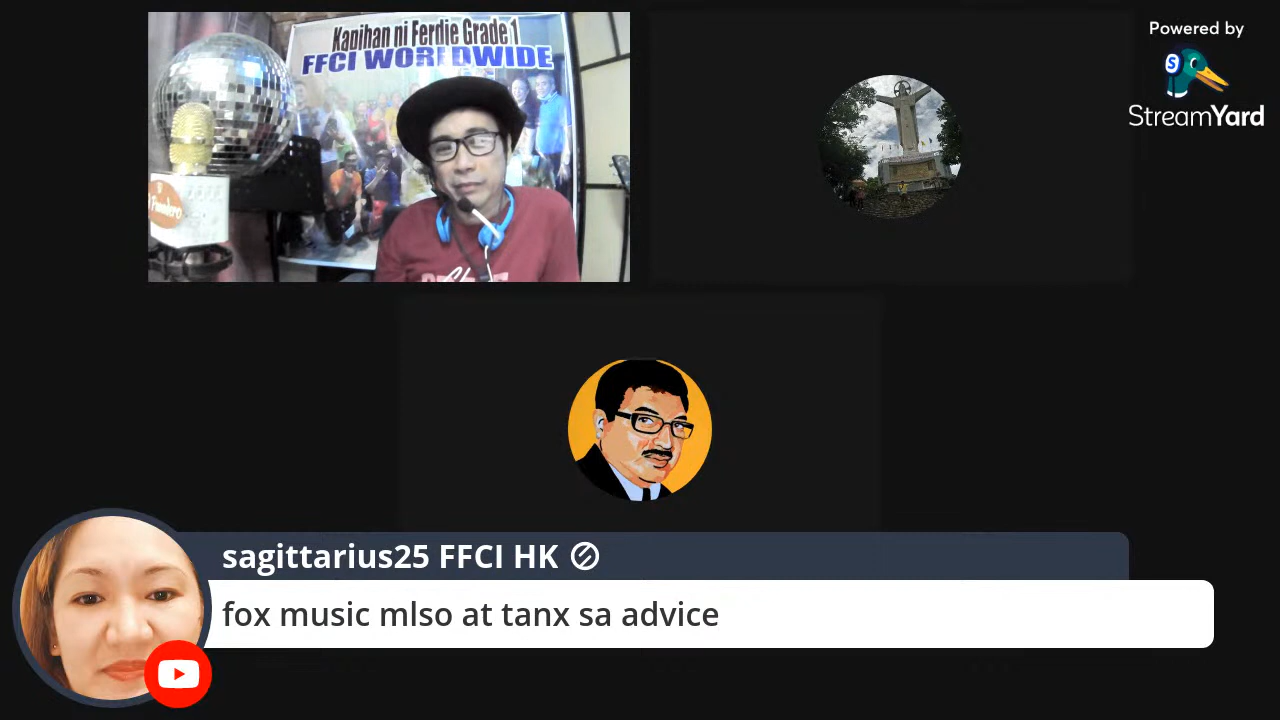 Kapihan ni Ferdie Grade 1
FFCI WORLDWIDE
Powered by
StreamYard
sagittarius25 FFCI HK
fox music mlso at tanx sa advice